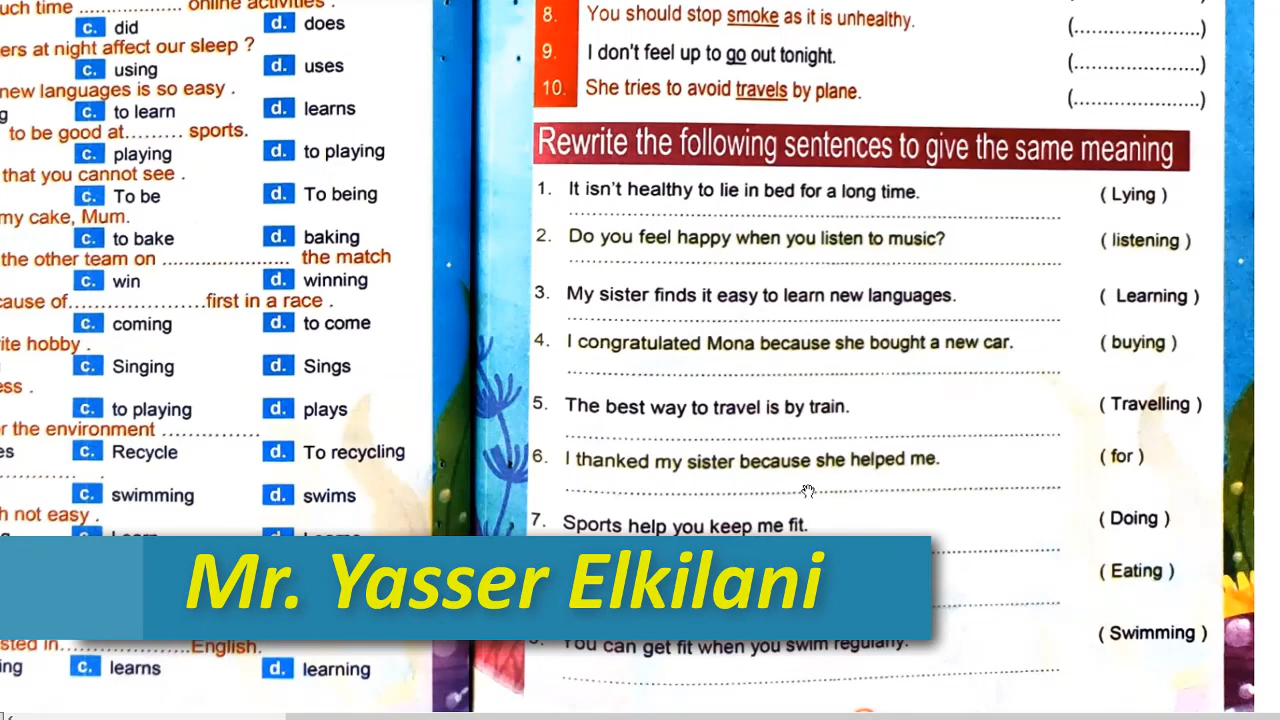 uch time ................ online activities .
c. did d. does
ers at night affect our sleep ?
c. using d. uses
new languages is so easy .
g c. to learn d. learns
to be good at......... sports.
c. playing d. to playing
that you cannot see .
c. To be d. To being
my cake, Mum.
c. to bake d. baking
the other team on ...................... the match
c. win d. winning
cause of....................first in a race .
c. coming d. to come
rite hobby .
c. Singing d. Sings
ess .
c. to playing d. plays
or the environment ...............
es c. Recycle d. To recycling
c. swimming d. swims
h not easy .
sted in.......................English.
ing c. learns d. learning
8. You should stop smoke as it is unhealthy. (......................)
9. I don't feel up to go out tonight. (......................)
10. She tries to avoid travels by plane. (......................)
Rewrite the following sentences to give the same meaning
1. It isn't healthy to lie in bed for a long time. ( Lying )
2. Do you feel happy when you listen to music? ( listening )
3. My sister finds it easy to learn new languages. ( Learning )
4. I congratulated Mona because she bought a new car. ( buying )
5. The best way to travel is by train. ( Travelling )
6. I thanked my sister because she helped me. ( for )
7. Sports help you keep me fit. ( Doing )
( Eating )
You can get fit when you swim regularly. ( Swimming )
Mr. Yasser Elkilani